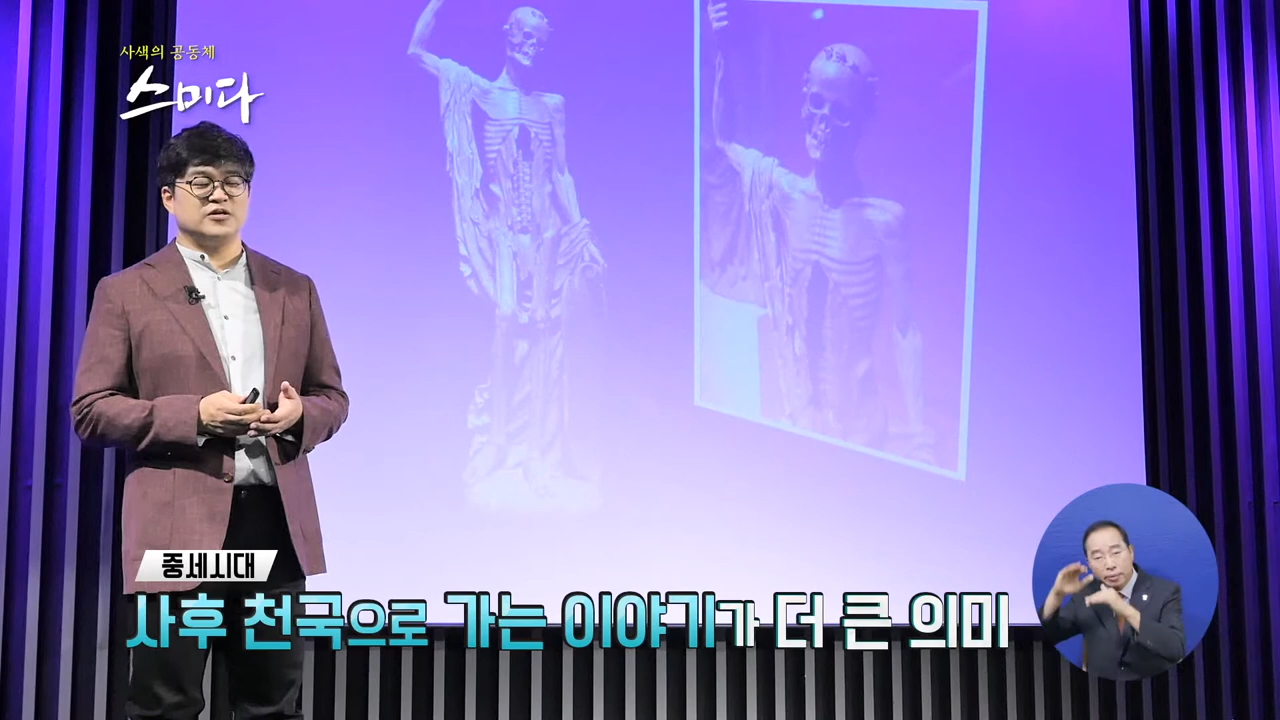 사색의 공동체
스미다
중세시대
사후 천국으로 가는 이야기가 더 큰 의미